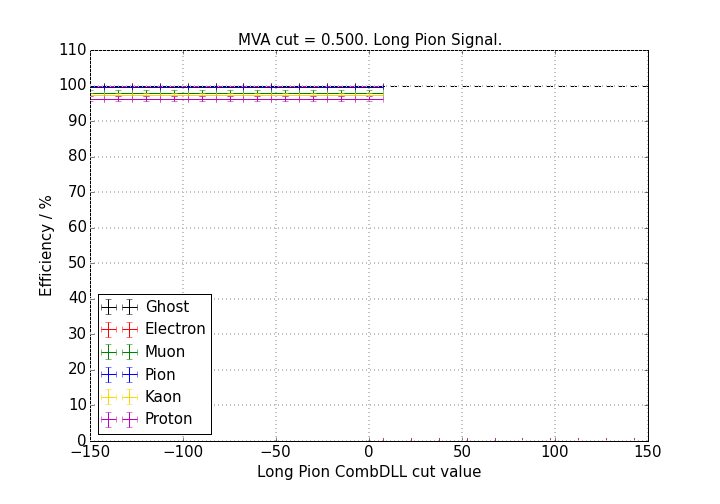 MVA cut = 0.500. Long Pion Signal.
110
100
90
80
70
60
50
40
30
20
10
0
Efficiency / %
Ghost
Electron
Muon
Pion
Kaon
Proton
−150 −100 −50 0 50 100 150
Long Pion CombDLL cut value